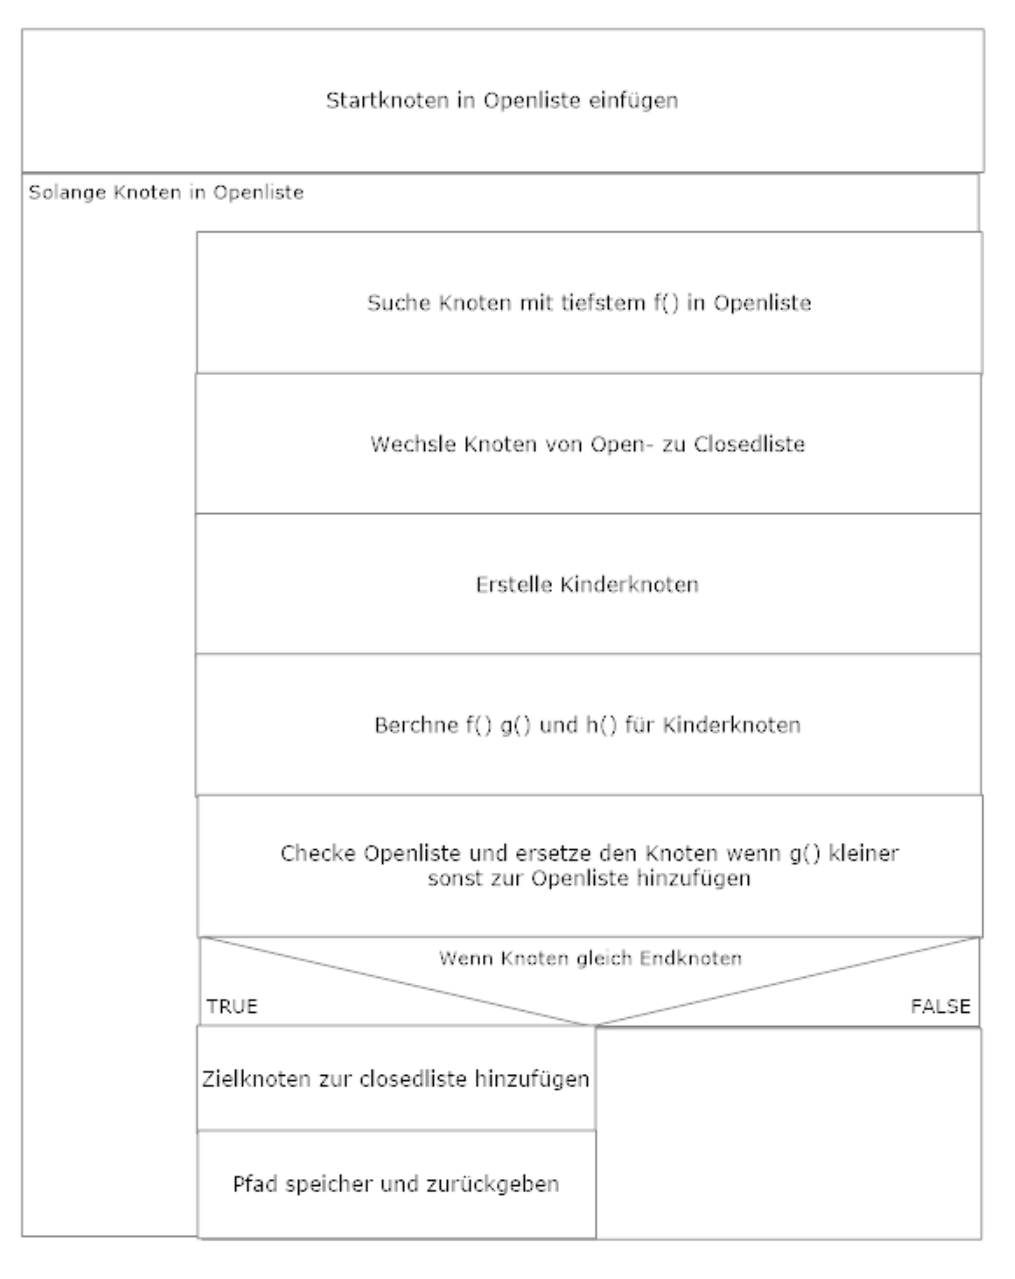 Startknoten in Openliste einfügen
Solange Knoten in Openliste
Suche Knoten mit tiefstem f() in Openliste
Wechsle Knoten von Open- zu Closedliste
Erstelle Kinderknoten
Berchne f() g() und h() für Kinderknoten
Checke Openliste und ersetze den Knoten wenn g() kleiner
sonst zur Openliste hinzufügen
Wenn Knoten gleich Endknoten
TRUE
FALSE
Zielknoten zur closedliste hinzufügen
Pfad speicher und zurückgeben